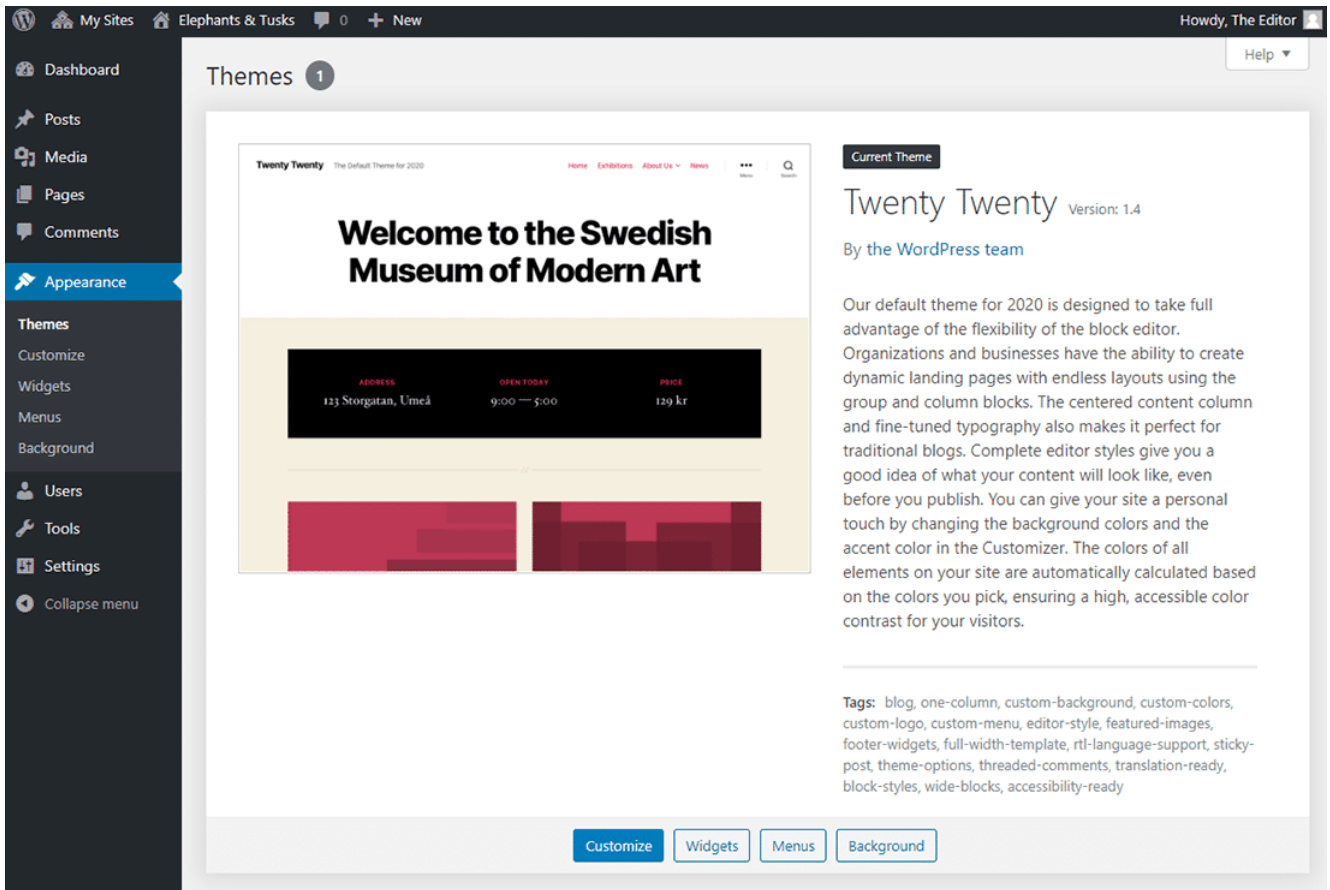 My Sites Elephants & Tusks 0 New Howdy, The Editor
Help
Dashboard
Posts
Media
Pages
Comments
Appearance
Themes
Customize
Widgets
Menus
Background
Users
Tools
Settings
Collapse menu
Themes 1
Twenty Twenty The Default Theme for 2020 Home Exhibitions About Us News
Menu Search
Welcome to the Swedish
Museum of Modern Art
ADDRESS OPEN TODAY PRICE
123 Storgatan, Umeå 9:00 — 5:00 129 kr
Current Theme
Twenty Twenty Version: 1.4
By the WordPress team
Our default theme for 2020 is designed to take full
advantage of the flexibility of the block editor.
Organizations and businesses have the ability to create
dynamic landing pages with endless layouts using the
group and column blocks. The centered content column
and fine-tuned typography also makes it perfect for
traditional blogs. Complete editor styles give you a
good idea of what your content will look like, even
before you publish. You can give your site a personal
touch by changing the background colors and the
accent color in the Customizer. The colors of all
elements on your site are automatically calculated based
on the colors you pick, ensuring a high, accessible color
contrast for your visitors.
Tags: blog, one-column, custom-background, custom-colors,
custom-logo, custom-menu, editor-style, featured-images,
footer-widgets, full-width-template, rtl-language-support, sticky-
post, theme-options, threaded-comments, translation-ready,
block-styles, wide-blocks, accessibility-ready
Customize Widgets Menus Background